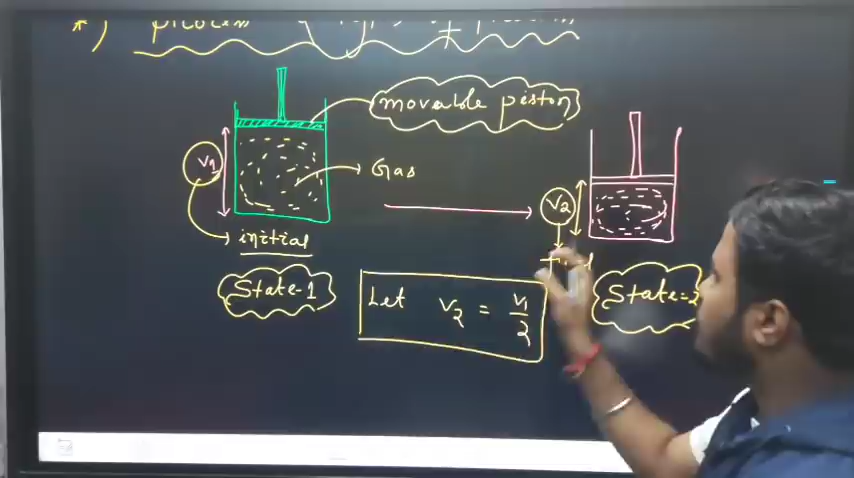 movable piston
V1
Gas
V2
initial
State-1
State-2
Let V2 = V1/2